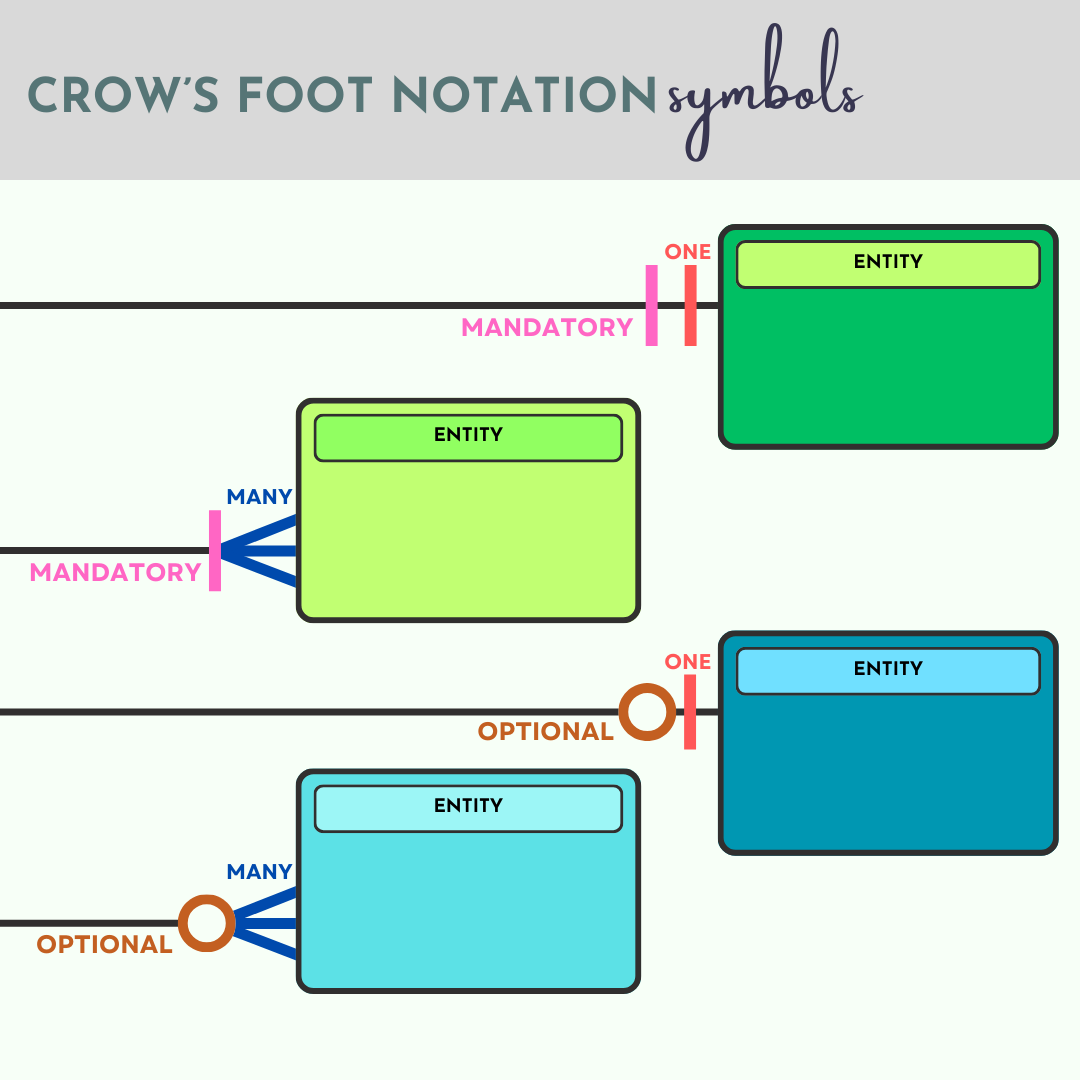 CROW’S FOOT NOTATION symbols
ONE
ENTITY
MANDATORY
ENTITY
MANY
MANDATORY
ONE
ENTITY
OPTIONAL
ENTITY
MANY
OPTIONAL